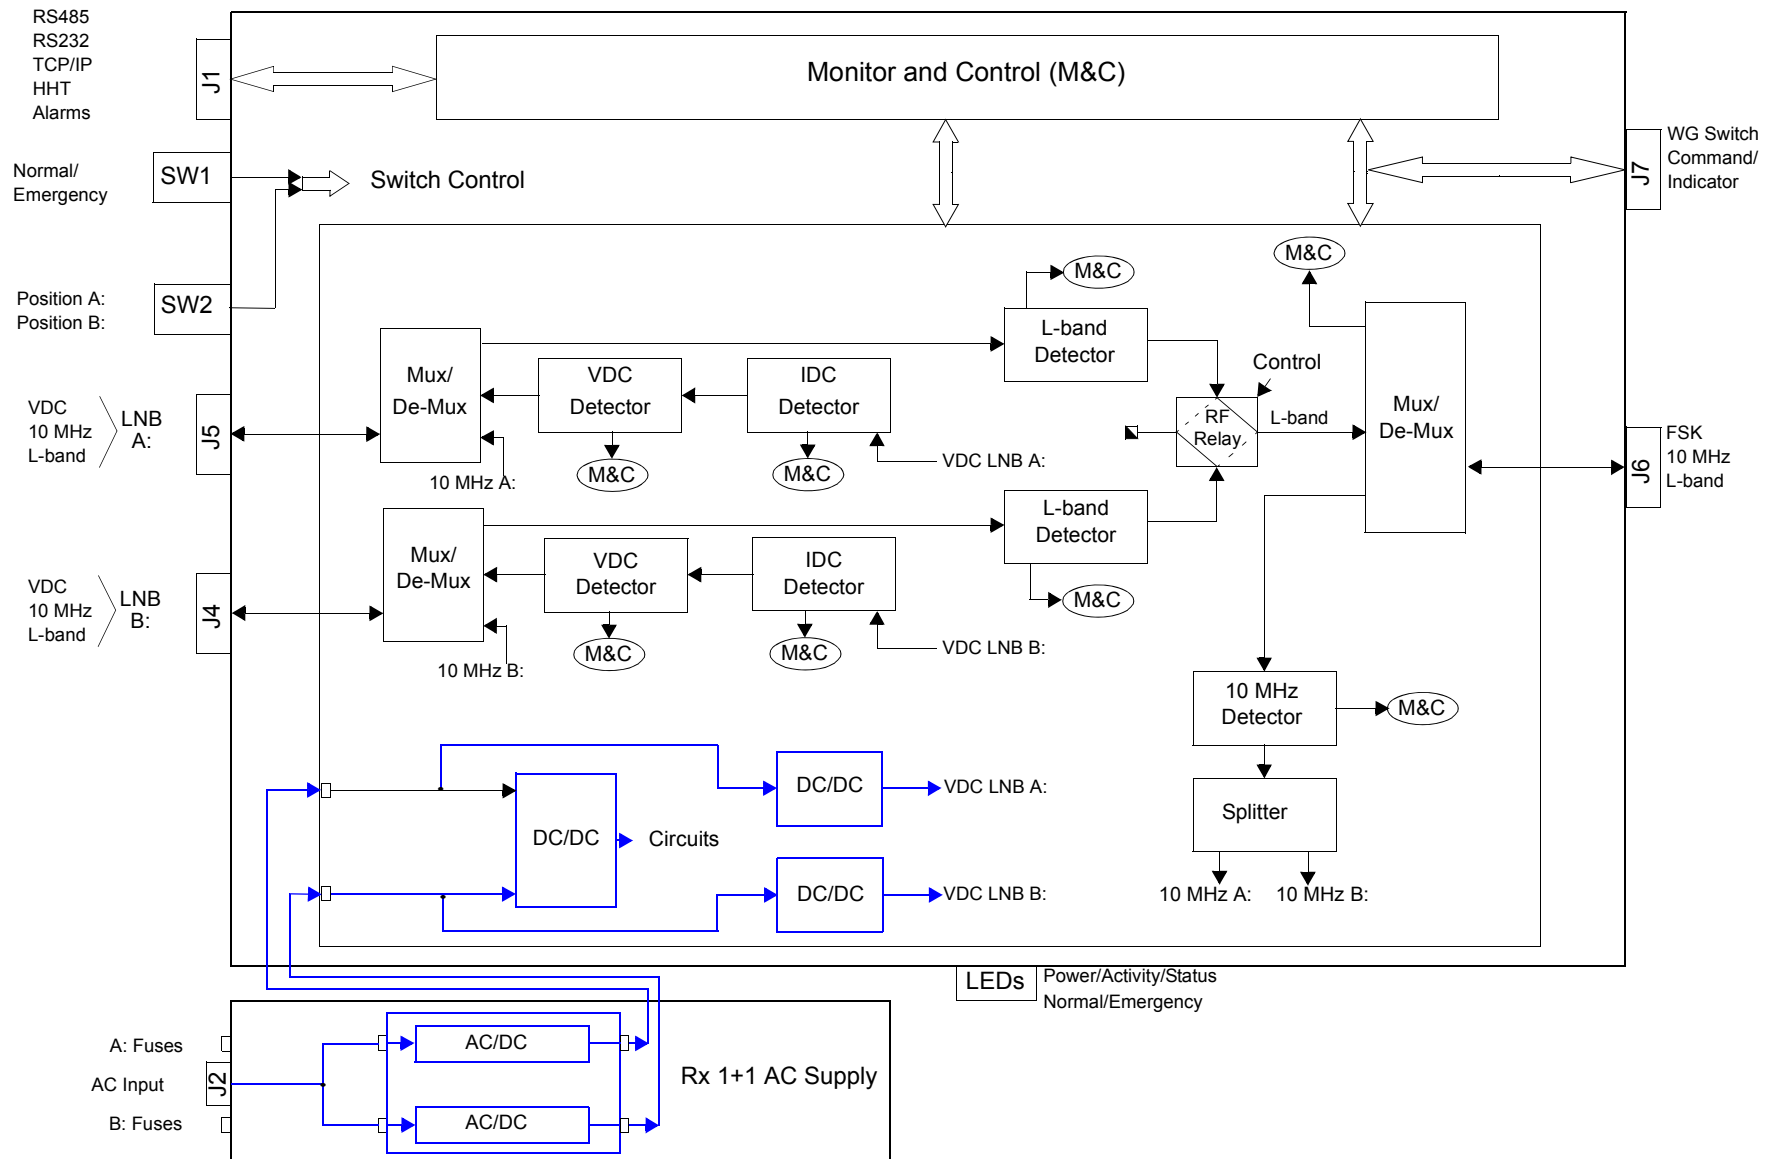 RS485
RS232
TCP/IP
HHT
Alarms
J1
Monitor and Control (M&C)
Normal/
Emergency
SW1
Switch Control
WG Switch
Command/
Indicator
J7
Position A:
Position B:
SW2
M&C
M&C
L-band
Detector
Control
Mux/
De-Mux
VDC
Detector
IDC
Detector
RF
Relay
L-band
Mux/
De-Mux
VDC
10 MHz
L-band
LNB
A:
J5
10 MHz A:
M&C
M&C
VDC LNB A:
FSK
10 MHz
L-band
J6
L-band
Detector
Mux/
De-Mux
VDC
Detector
IDC
Detector
M&C
VDC
10 MHz
L-band
LNB
B:
J4
10 MHz B:
M&C
M&C
VDC LNB B:
10 MHz
Detector
M&C
DC/DC
VDC LNB A:
DC/DC
Circuits
Splitter
DC/DC
VDC LNB B:
10 MHz A:
10 MHz B:
LEDs
Power/Activity/Status
Normal/Emergency
A: Fuses
AC Input
B: Fuses
J2
AC/DC
AC/DC
Rx 1+1 AC Supply